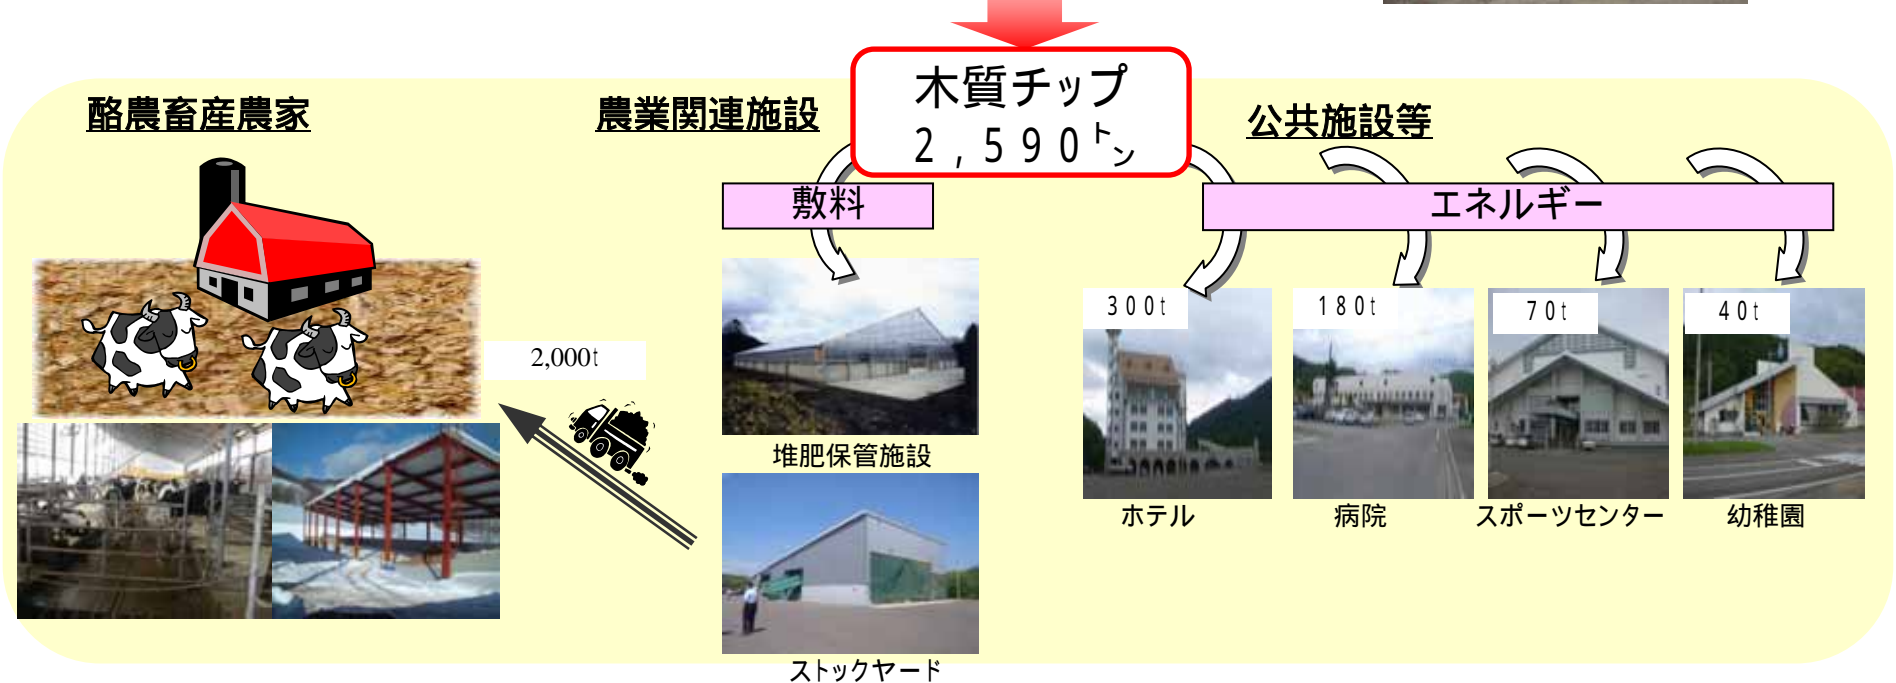 木質チップ
2,590トン
酪農畜産農家
農業関連施設
公共施設等
敷料
エネルギー
300t
180t
70t
40t
2,000t
堆肥保管施設
ホテル
病院
スポーツセンター
幼稚園
ストックヤード